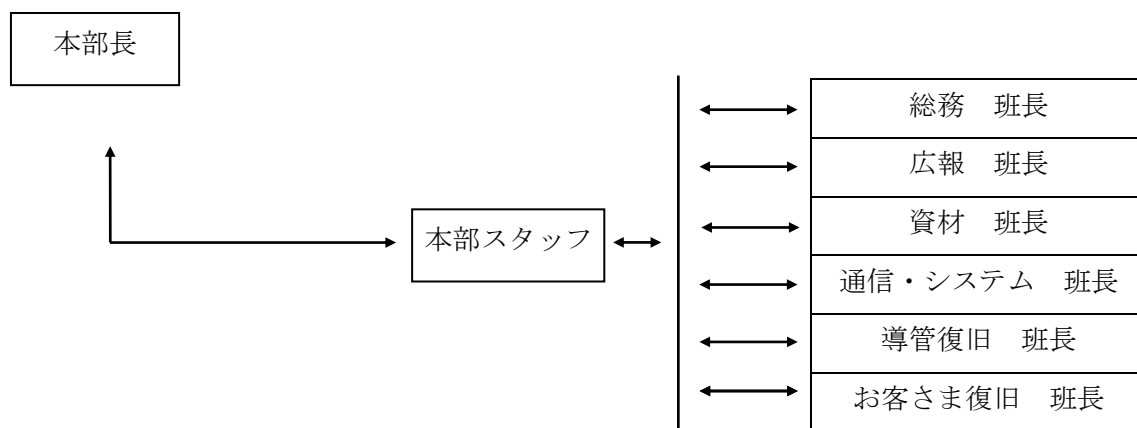 本部長
総務　班長
広報　班長
資材　班長
本部スタッフ
通信・システム　班長
導管復旧　班長
お客さま復旧　班長